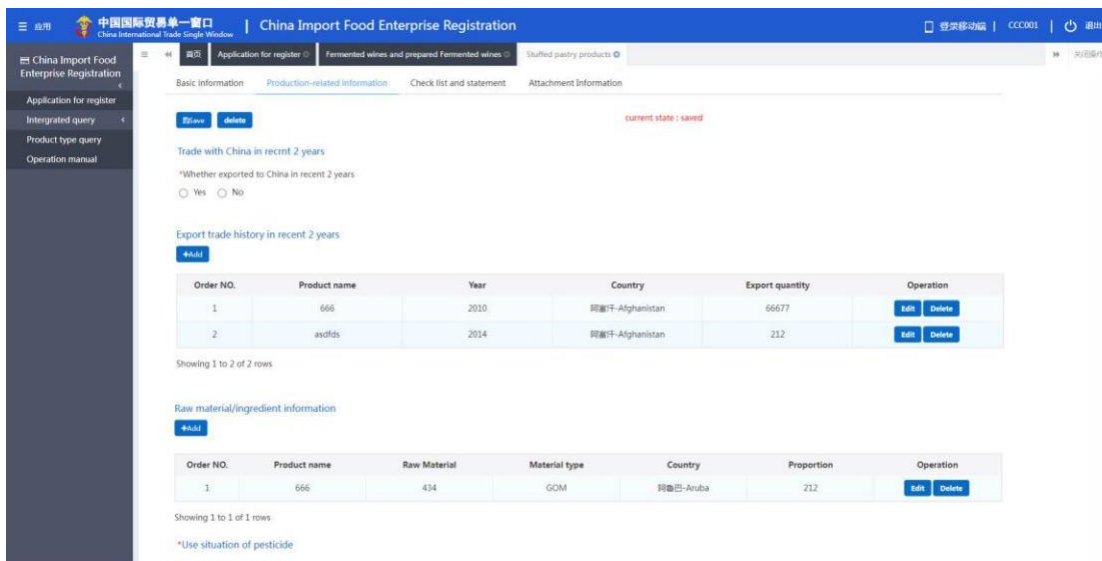 应用 中国国际贸易单一窗口 China International Trade Single Window | China Import Food Enterprise Registration 登录移动端 | CCC001 | 退出
China Import Food Enterprise Registration
Application for register
Intergrated query
Product type query
Operation manual
首页 Application for register Fermented wines and prepared Fermented wines Stuffed pastry products 关闭操作
Basic information Production-related information Check list and statement Attachment Information
Save delete current state : saved
Trade with China in recrnt 2 years
*Whether exported to China in recent 2 years
Yes No
Export trade history in recent 2 years
+Add
Order NO. Product name Year Country Export quantity Operation
1 666 2010 阿富汗-Afghanistan 66677 Edit Delete
2 asdfds 2014 阿富汗-Afghanistan 212 Edit Delete
Showing 1 to 2 of 2 rows
Raw material/ingredient information
+Add
Order NO. Product name Raw Material Material type Country Proportion Operation
1 666 434 GOM 阿鲁巴-Aruba 212 Edit Delete
Showing 1 to 1 of 1 rows
*Use situation of pesticide